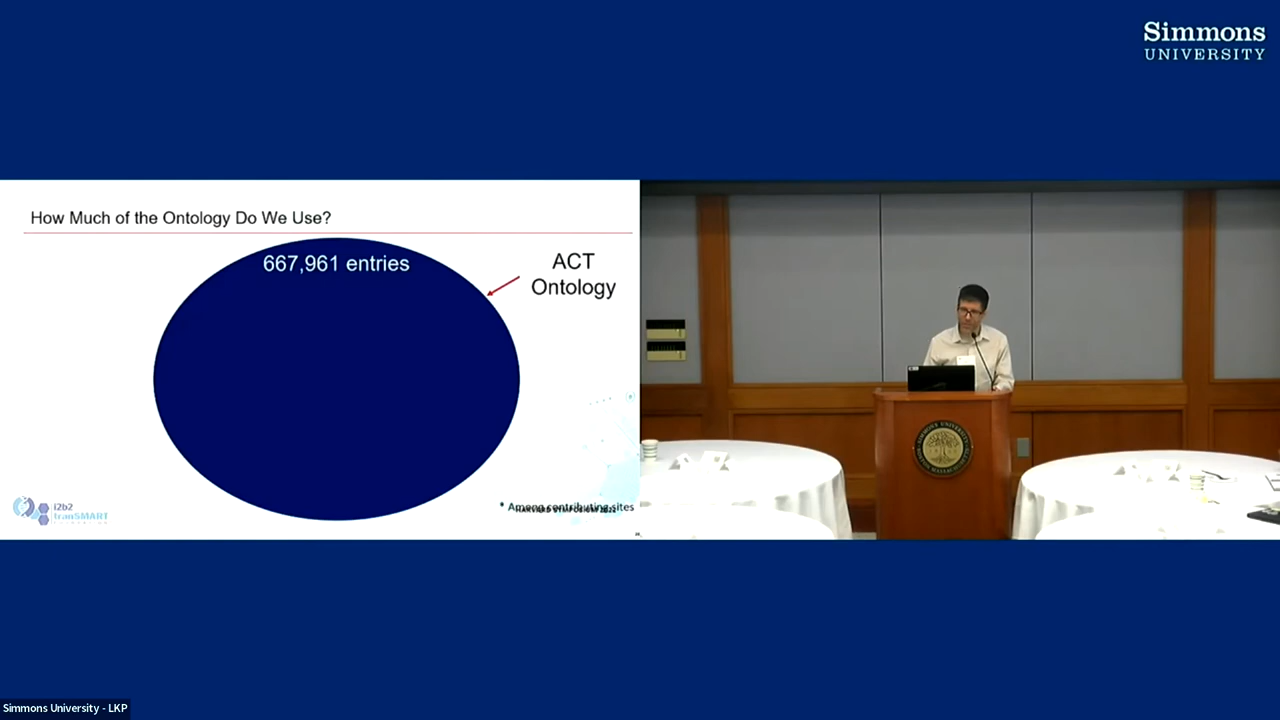 Simmons
UNIVERSITY
How Much of the Ontology Do We Use?
667,961 entries
ACT
Ontology
i2b2
tranSMART
* Among contributing sites
Simmons University - LKP